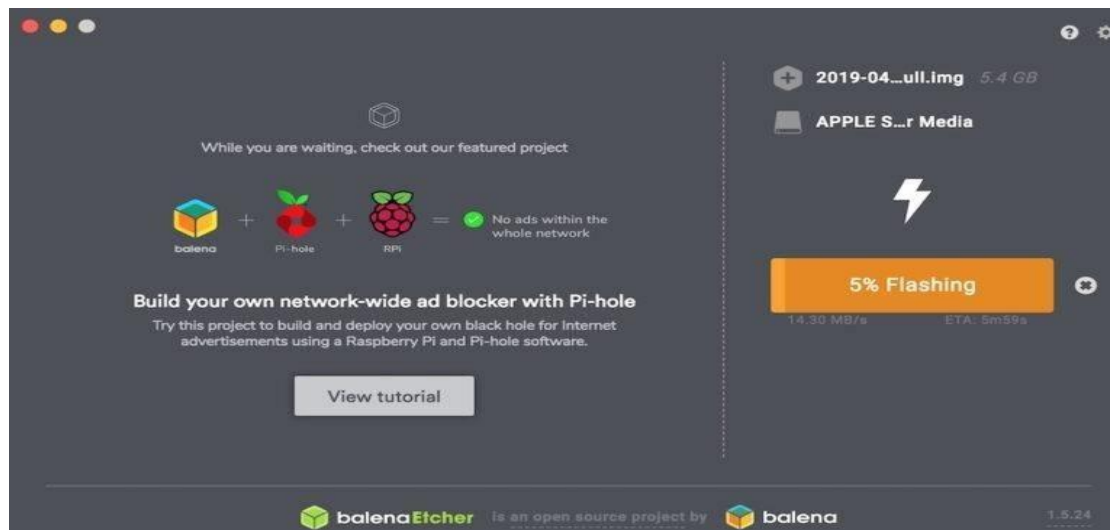 2019-04...ull.img 5.4 GB
APPLE S...r Media
While you are waiting, check out our featured project
balena + Pi-hole + RPi = No ads within the
whole network
Build your own network-wide ad blocker with Pi-hole
Try this project to build and deploy your own black hole for Internet
advertisements using a Raspberry Pi and Pi-hole software.
View tutorial
5% Flashing
14.30 MB/s ETA: 5m59s
balenaEtcher is an open source project by balena
1.5.24